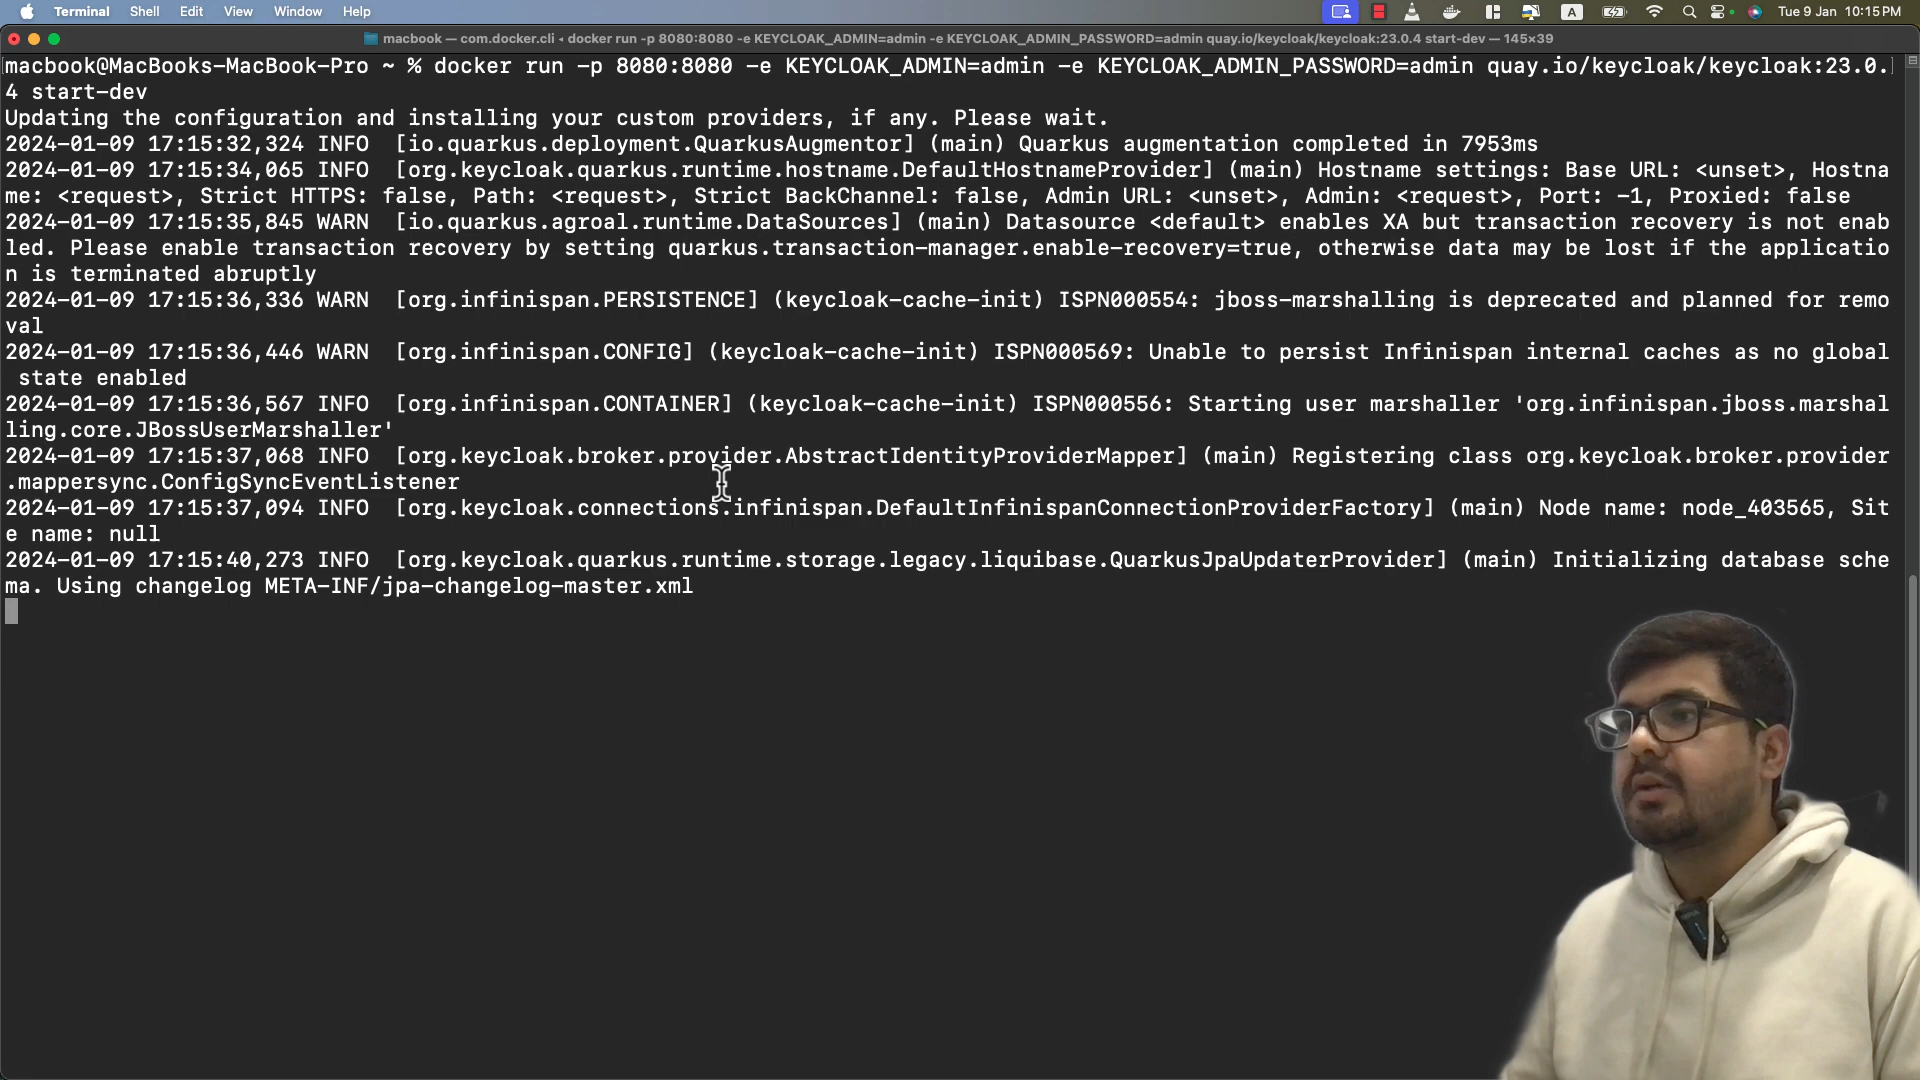 Terminal Shell Edit View Window Help A Tue 9 Jan 10:15 PM
macbook — com.docker.cli ◂ docker run -p 8080:8080 -e KEYCLOAK_ADMIN=admin -e KEYCLOAK_ADMIN_PASSWORD=admin quay.io/keycloak/keycloak:23.0.4 start-dev — 145×39
macbook@MacBooks-MacBook-Pro ~ % docker run -p 8080:8080 -e KEYCLOAK_ADMIN=admin -e KEYCLOAK_ADMIN_PASSWORD=admin quay.io/keycloak/keycloak:23.0.
4 start-dev
Updating the configuration and installing your custom providers, if any. Please wait.
2024-01-09 17:15:32,324 INFO  [io.quarkus.deployment.QuarkusAugmentor] (main) Quarkus augmentation completed in 7953ms
2024-01-09 17:15:34,065 INFO  [org.keycloak.quarkus.runtime.hostname.DefaultHostnameProvider] (main) Hostname settings: Base URL: <unset>, Hostna
me: <request>, Strict HTTPS: false, Path: <request>, Strict BackChannel: false, Admin URL: <unset>, Admin: <request>, Port: -1, Proxied: false
2024-01-09 17:15:35,845 WARN  [io.quarkus.agroal.runtime.DataSources] (main) Datasource <default> enables XA but transaction recovery is not enab
led. Please enable transaction recovery by setting quarkus.transaction-manager.enable-recovery=true, otherwise data may be lost if the applicatio
n is terminated abruptly
2024-01-09 17:15:36,336 WARN  [org.infinispan.PERSISTENCE] (keycloak-cache-init) ISPN000554: jboss-marshalling is deprecated and planned for remo
val
2024-01-09 17:15:36,446 WARN  [org.infinispan.CONFIG] (keycloak-cache-init) ISPN000569: Unable to persist Infinispan internal caches as no global
 state enabled
2024-01-09 17:15:36,567 INFO  [org.infinispan.CONTAINER] (keycloak-cache-init) ISPN000556: Starting user marshaller 'org.infinispan.jboss.marshal
ling.core.JBossUserMarshaller'
2024-01-09 17:15:37,068 INFO  [org.keycloak.broker.provider.AbstractIdentityProviderMapper] (main) Registering class org.keycloak.broker.provider
.mappersync.ConfigSyncEventListener
2024-01-09 17:15:37,094 INFO  [org.keycloak.connections.infinispan.DefaultInfinispanConnectionProviderFactory] (main) Node name: node_403565, Sit
e name: null
2024-01-09 17:15:40,273 INFO  [org.keycloak.quarkus.runtime.storage.legacy.liquibase.QuarkusJpaUpdaterProvider] (main) Initializing database sche
ma. Using changelog META-INF/jpa-changelog-master.xml